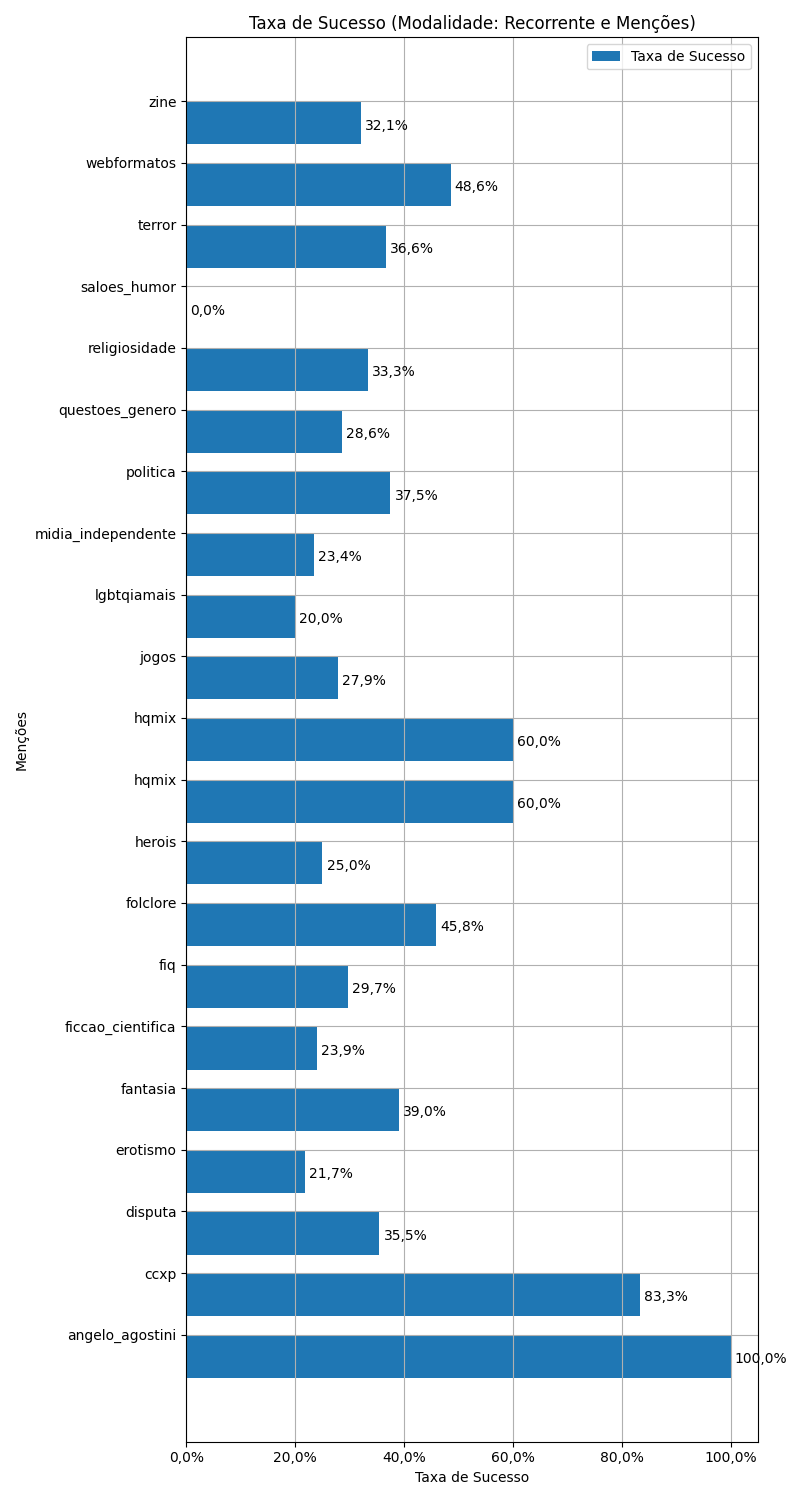 Taxa de Sucesso (Modalidade: Recorrente e Menções)
Taxa de Sucesso
zine
32,1%
webformatos
48,6%
terror
36,6%
saloes_humor
0,0%
religiosidade
33,3%
questoes_genero
28,6%
politica
37,5%
midia_independente
23,4%
lgbtqiamais
20,0%
jogos
27,9%
hqmix
60,0%
hqmix
60,0%
herois
25,0%
folclore
45,8%
fiq
29,7%
ficcao_cientifica
23,9%
fantasia
39,0%
erotismo
21,7%
disputa
35,5%
ccxp
83,3%
angelo_agostini
100,0%
Menções
0,0% 20,0% 40,0% 60,0% 80,0% 100,0%
Taxa de Sucesso